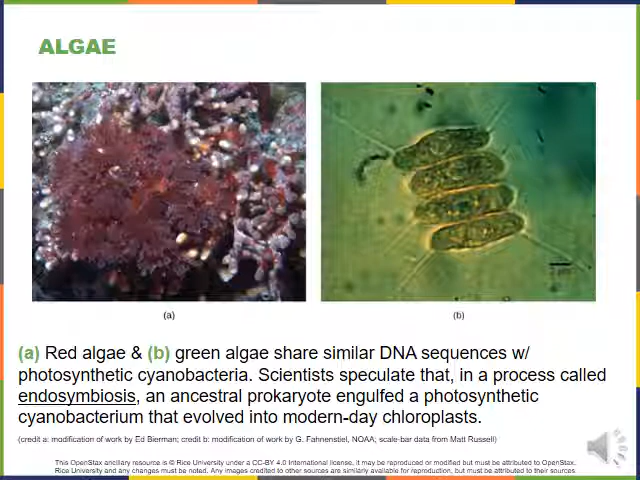 ALGAE
(a)
(b)
(a) Red algae & (b) green algae share similar DNA sequences w/
photosynthetic cyanobacteria. Scientists speculate that, in a process called
endosymbiosis, an ancestral prokaryote engulfed a photosynthetic
cyanobacterium that evolved into modern-day chloroplasts.
(credit a: modification of work by Ed Bierman; credit b: modification of work by G. Fahnenstiel, NOAA; scale-bar data from Matt Russell)
This OpenStax ancillary resource is © Rice University under a CC-BY 4.0 International license, it may be reproduced or modified but must be attributed to OpenStax,
Rice University and any changes must be noted. Any images credited to other sources are similarly available for reproduction, but must be attributed to their sources